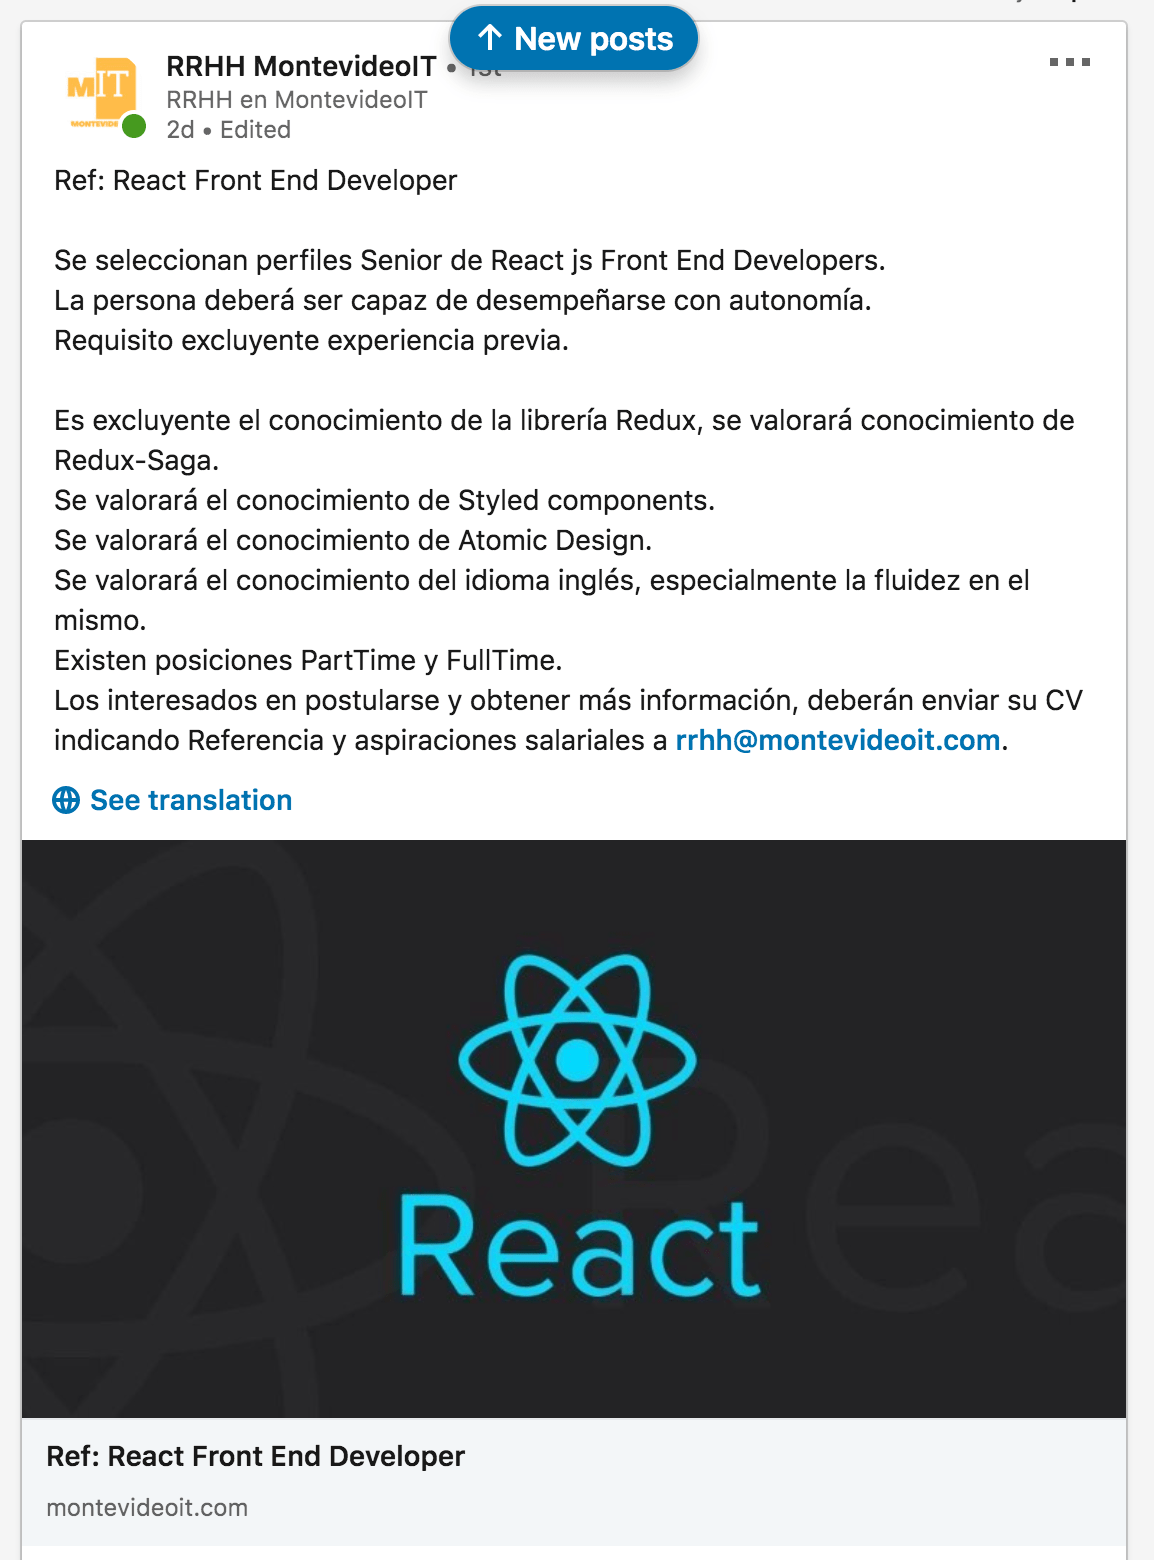 ↑ New posts
RRHH MontevideoIT • 1st
RRHH en MontevideoIT
2d • Edited
MIT
MONTEVIDE
Ref: React Front End Developer
Se seleccionan perfiles Senior de React js Front End Developers.
La persona deberá ser capaz de desempeñarse con autonomía.
Requisito excluyente experiencia previa.
Es excluyente el conocimiento de la librería Redux, se valorará conocimiento de
Redux-Saga.
Se valorará el conocimiento de Styled components.
Se valorará el conocimiento de Atomic Design.
Se valorará el conocimiento del idioma inglés, especialmente la fluidez en el
mismo.
Existen posiciones PartTime y FullTime.
Los interesados en postularse y obtener más información, deberán enviar su CV
indicando Referencia y aspiraciones salariales a rrhh@montevideoit.com.
See translation
React
Rea
Ref: React Front End Developer
montevideoit.com